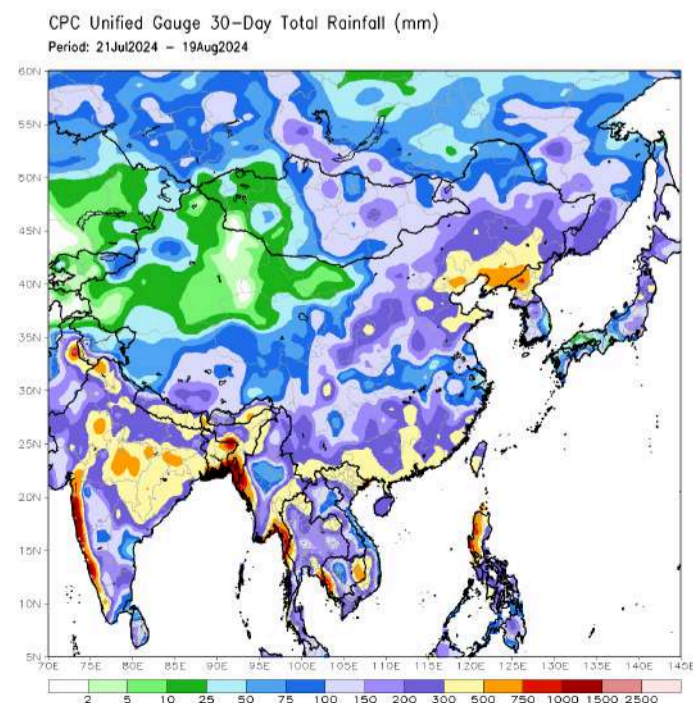 CPC Unified Gauge 30-Day Total Rainfall (mm)
Period: 21Jul2024 - 19Aug2024
60N
55N
50N
45N
40N
35N
30N
25N
20N
15N
10N
5N
70E 75E 80E 85E 90E 95E 100E 105E 110E 115E 120E 125E 130E 135E 140E 145E
2 5 10 25 50 75 100 150 200 300 500 750 1000 1500 2500